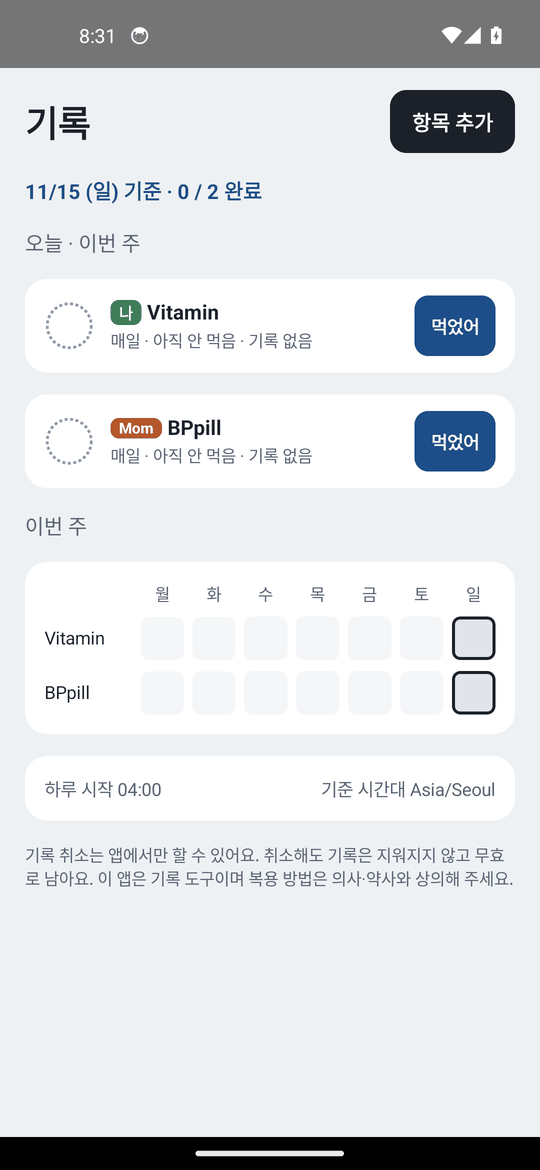 8:31
기록
항목 추가
11/15 (일) 기준 · 0 / 2 완료
오늘 · 이번 주
나 Vitamin
매일 · 아직 안 먹음 · 기록 없음
먹었어
Mom BPpill
매일 · 아직 안 먹음 · 기록 없음
먹었어
이번 주
월 화 수 목 금 토 일
Vitamin
BPpill
하루 시작 04:00
기준 시간대 Asia/Seoul
기록 취소는 앱에서만 할 수 있어요. 취소해도 기록은 지워지지 않고 무효
로 남아요. 이 앱은 기록 도구이며 복용 방법은 의사·약사와 상의해 주세요.